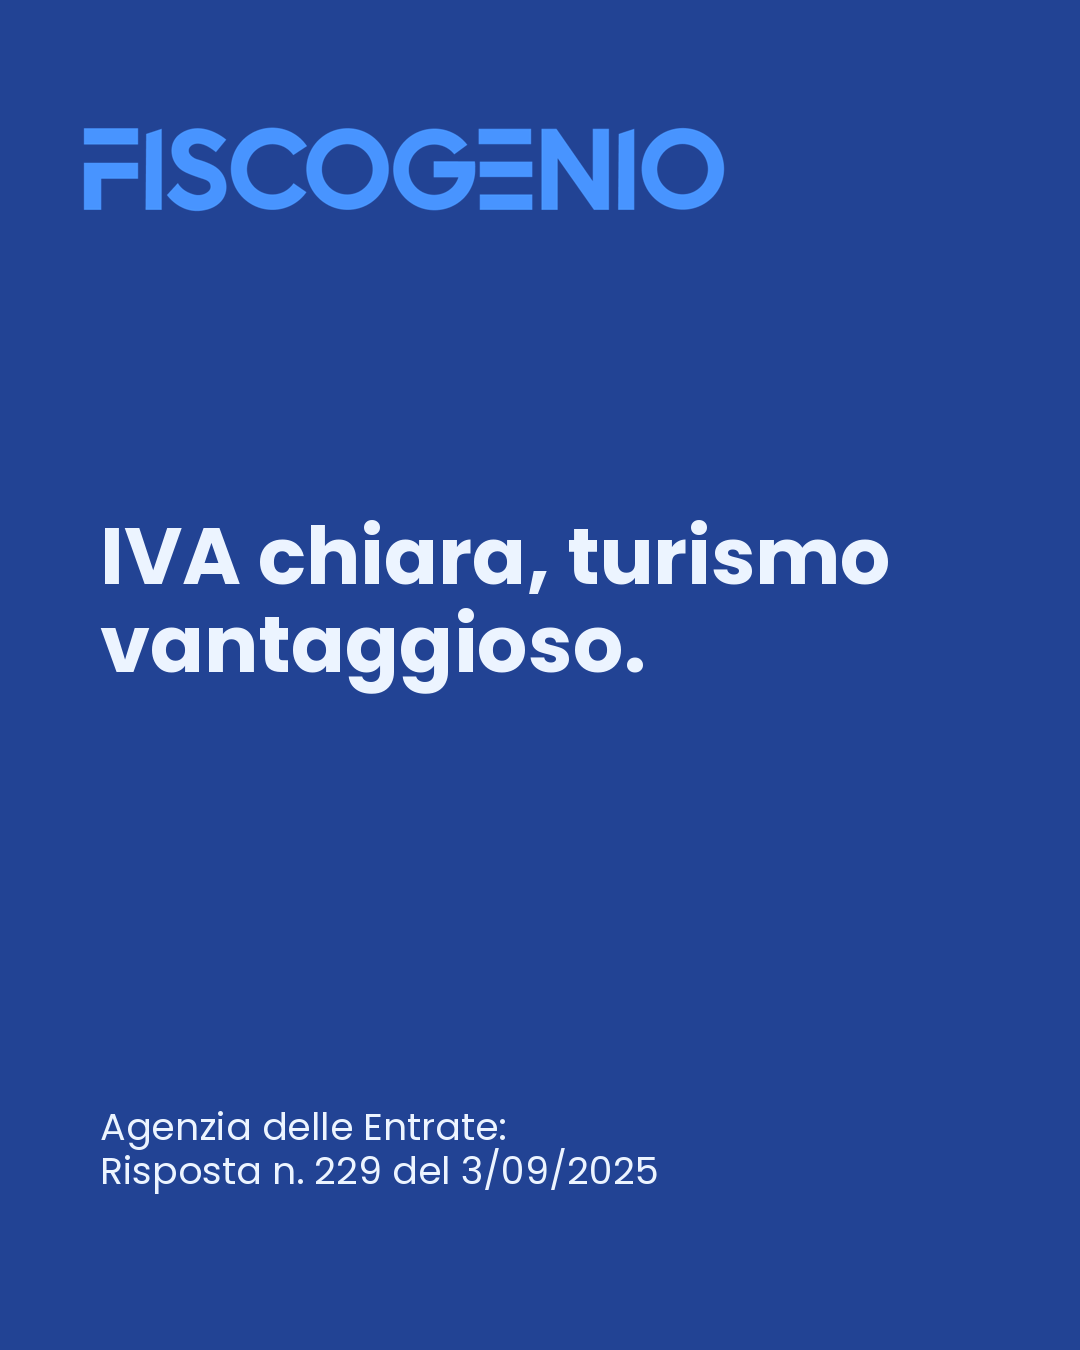 FISCOGENIO
IVA chiara, turismo
vantaggioso.
Agenzia delle Entrate:
Risposta n. 229 del 3/09/2025